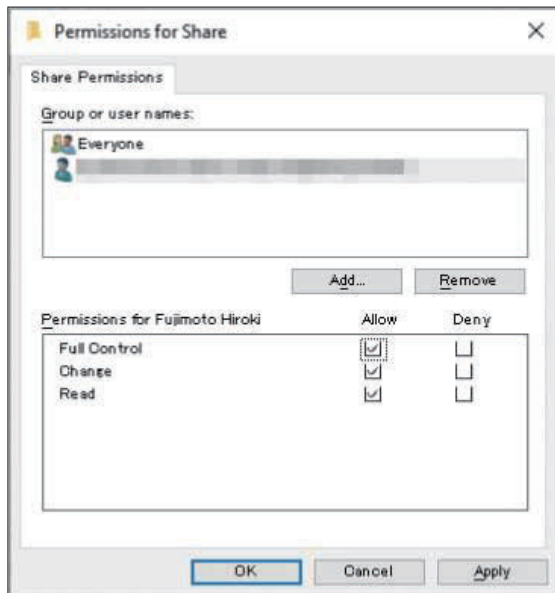 Permissions for Share
Share Permissions
Group or user names:
Everyone
Add... Remove
Permissions for Fujimoto Hiroki Allow Deny
Full Control
Change
Read
OK Cancel Apply